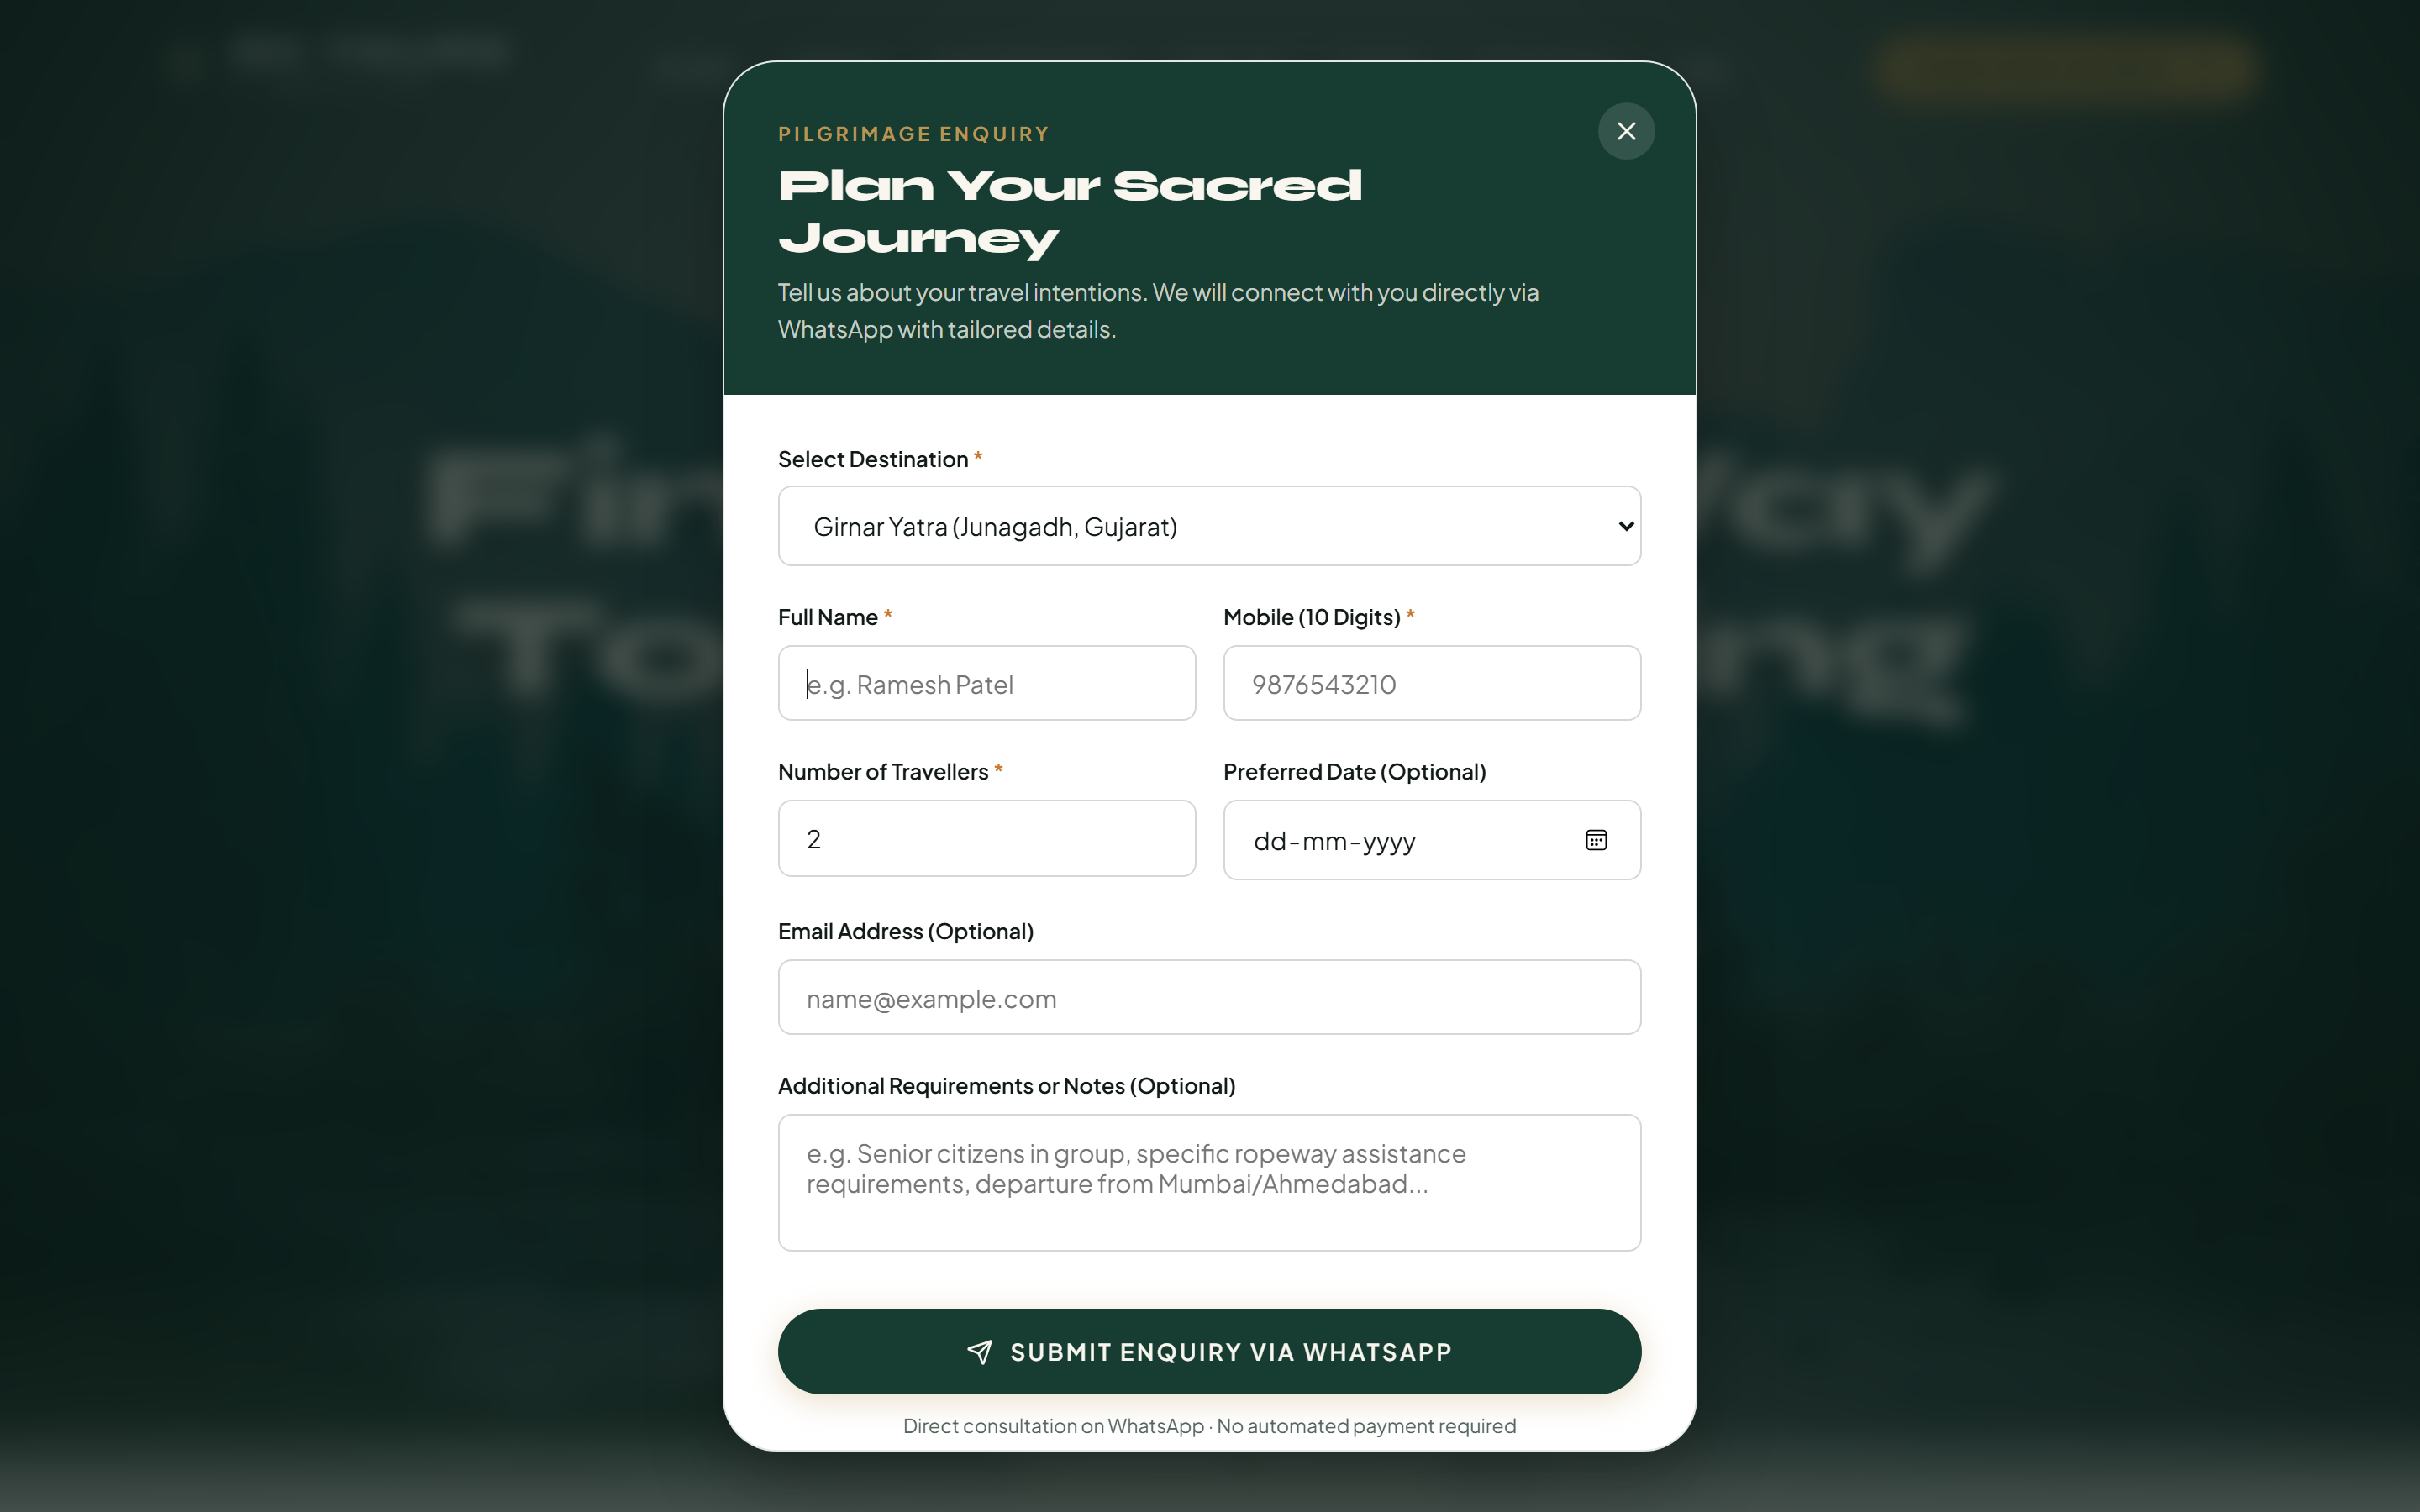 PILGRIMAGE ENQUIRY
Plan Your Sacred
Journey
Tell us about your travel intentions. We will connect with you directly via
WhatsApp with tailored details.
Select Destination *
Girnar Yatra (Junagadh, Gujarat)
Full Name *
Mobile (10 Digits) *
e.g. Ramesh Patel
9876543210
Number of Travellers *
Preferred Date (Optional)
2
dd-mm-yyyy
Email Address (Optional)
name@example.com
Additional Requirements or Notes (Optional)
e.g. Senior citizens in group, specific ropeway assistance
requirements, departure from Mumbai/Ahmedabad...
SUBMIT ENQUIRY VIA WHATSAPP
Direct consultation on WhatsApp · No automated payment required